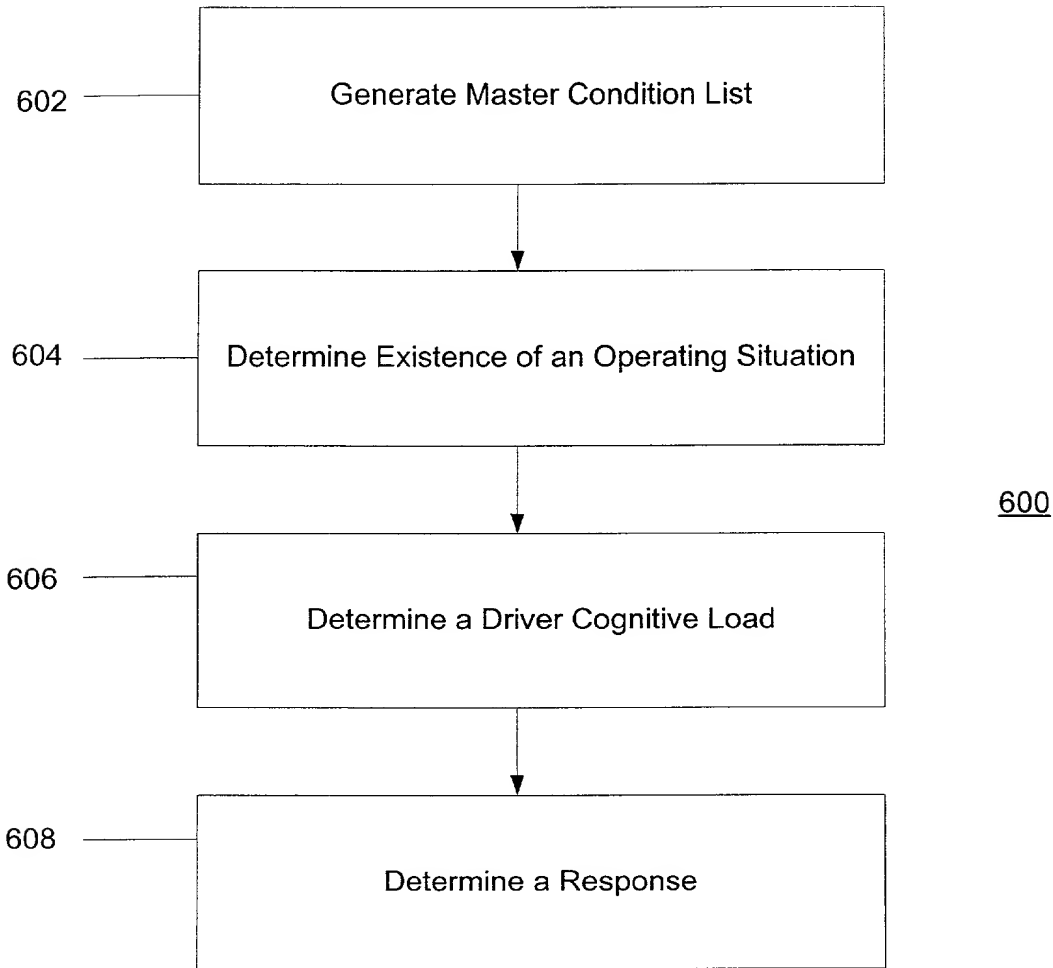 602
Generate Master Condition List
604
Determine Existence of an Operating Situation
600
606
Determine a Driver Cognitive Load
608
Determine a Response